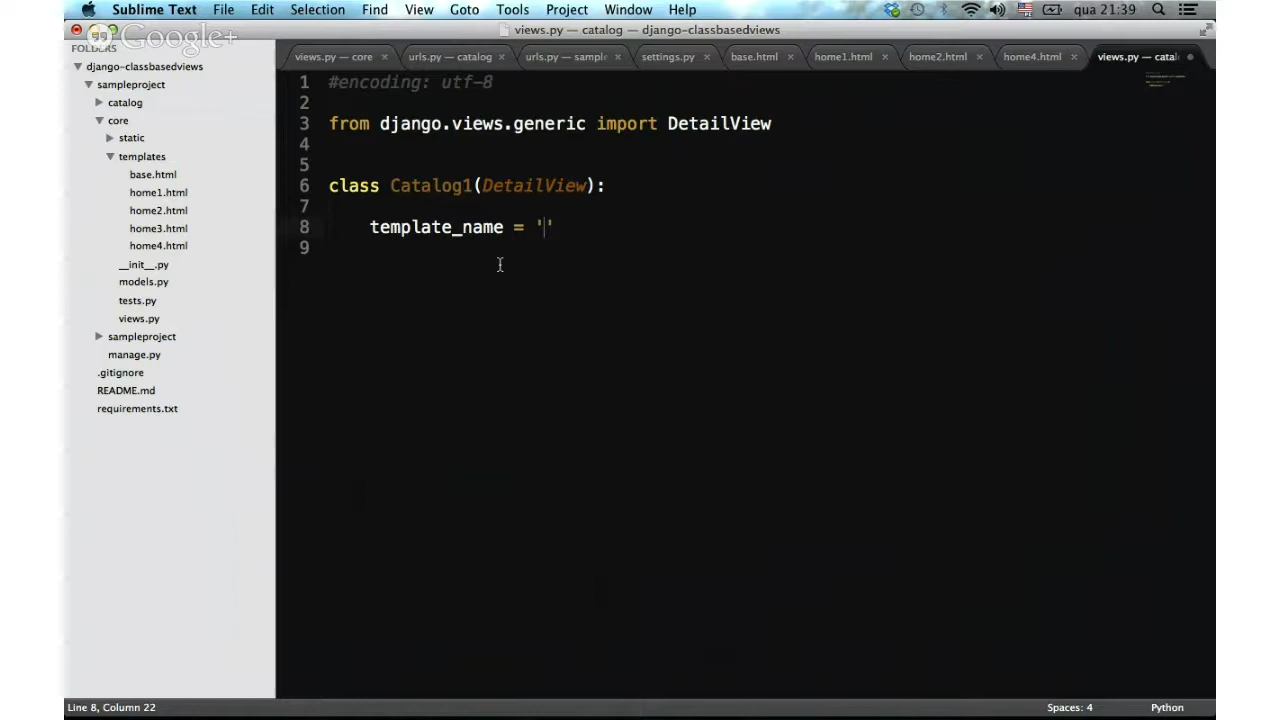 Sublime Text File Edit Selection Find View Goto Tools Project Window Help qua 21:39
Google+
views.py — catalog — django-classbasedviews
FOLDERS
django-classbasedviews
sampleproject
catalog
core
static
templates
base.html
home1.html
home2.html
home3.html
home4.html
__init__.py
models.py
tests.py
views.py
sampleproject
manage.py
.gitignore
README.md
requirements.txt
views.py — core × urls.py — catalog × urls.py — sampl × settings.py × base.html × home1.html × home2.html × home4.html × views.py — catal
1 #encoding: utf-8
2
3 from django.views.generic import DetailView
4
5
6 class Catalog1(DetailView):
7
8 template_name = ''
9
Line 8, Column 22 Spaces: 4 Python